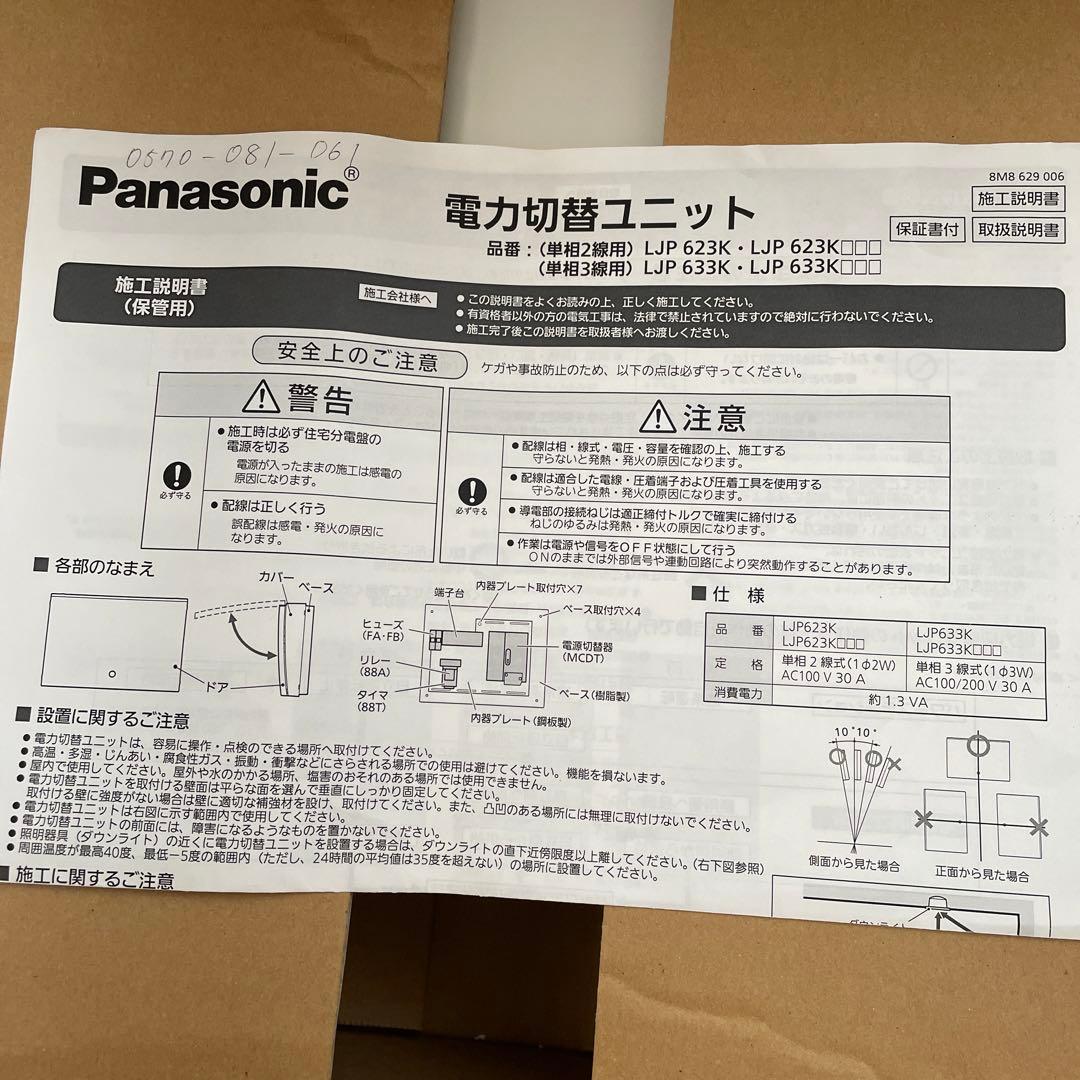 0570-081-061
Panasonic®
8M8 629 006
施工説明書
保証書付
取扱説明書
電力切替ユニット
品番：（単相2線用）LJP 623K・LJP 623K□□□
（単相3線用）LJP 633K・LJP 633K□□□
施工説明書
（保管用）
施工会社様へ
●この説明書をよくお読みの上、正しく施工してください。
●有資格者以外の方の電気工事は、法律で禁止されていますので絶対に行わないでください。
●施工完了後この説明書を取扱者様へお渡しください。
安全上のご注意
ケガや事故防止のため、以下の点は必ず守ってください。
警告
必ず守る
●施工時は必ず住宅分電盤の
電源を切る
電源が入ったままの施工は感電の
原因になります。
●配線は正しく行う
誤配線は感電・発火の原因に
なります。
注意
必ず守る
●配線は相・線式・電圧・容量を確認の上、施工する
守らないと発熱・発火の原因になります。
●配線は適合した電線・圧着端子および圧着工具を使用する
守らないと発熱・発火の原因になります。
●導電部の接続ねじは適正締付トルクで確実に締付ける
ねじのゆるみは発熱・発火の原因になります。
●作業は電源や信号をＯＦＦ状態にして行う
ＯＮのままでは外部信号や連動回路により突然動作することがあります。
■各部のなまえ
カバー
ベース
ドア
端子台
内器プレート取付穴×7
ベース取付穴×4
ヒューズ
（FA・FB）
リレー
（88A）
タイマ
（88T）
電源切替器
（MCDT）
ベース（樹脂製）
内器プレート（鋼板製）
■仕様
品番
LJP623K
LJP623K□□□
LJP633K
LJP633K□□□
定格
単相２線式（1φ2W）
AC100 V 30 A
単相３線式（1φ3W）
AC100/200 V 30 A
消費電力
約 1.3 VA
■設置に関するご注意
●電力切替ユニットは、容易に操作・点検のできる場所へ取付けてください。
●高温・多湿・じんあい・腐食性ガス・振動・衝撃などにさらされる場所での使用は避けてください。機能を損ないます。
●屋内で使用してください。屋外や水のかかる場所、塩害のおそれのある場所では使用できません。
●電力切替ユニットを取付ける壁面は平らな面を選んで垂直にしっかり固定してください。
取付ける壁に強度がない場合は壁に適切な補強材を設け、取付けてください。また、凸凹のある場所には無理に取付けないでください。
●電力切替ユニットは右図に示す範囲内で使用してください。
●電力切替ユニットの前面には、障害になるようなものを置かないでください。
●照明器具（ダウンライト）の近くに電力切替ユニットを設置する場合は、ダウンライトの直下近傍限度以上離してください。（右下図参照）
●周囲温度が最高40度、最低－5度の範囲内（ただし、24時間の平均値は35度を超えない）の場所に設置してください。
10° 10°
側面から見た場合
正面から見た場合
■施工に関するご注意
ダウンライト